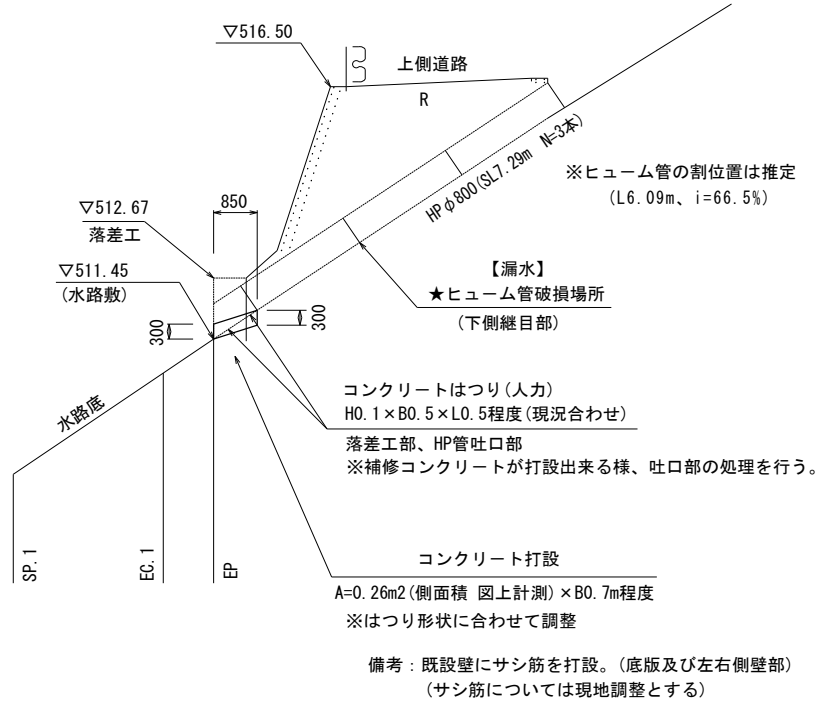 ▽516.50
上側道路
R
HPφ800(SL7.29m N=3本)
※ヒューム管の割位置は推定
(L6.09m、i=66.5%)
▽512.67
落差工
850
▽511.45
(水路敷)
300
300
【漏水】
★ヒューム管破損場所
(下側継目部)
コンクリートはつり(人力)
H0.1×B0.5×L0.5程度(現況合わせ)
落差工部、HP管吐口部
※補修コンクリートが打設出来る様、吐口部の処理を行う。
水路底
SP.1
EC.1
EP
コンクリート打設
A=0.26m2(側面積 図上計測)×B0.7m程度
※はつり形状に合わせて調整
備考：既設壁にサシ筋を打設。(底版及び左右側壁部)
(サシ筋については現地調整とする)